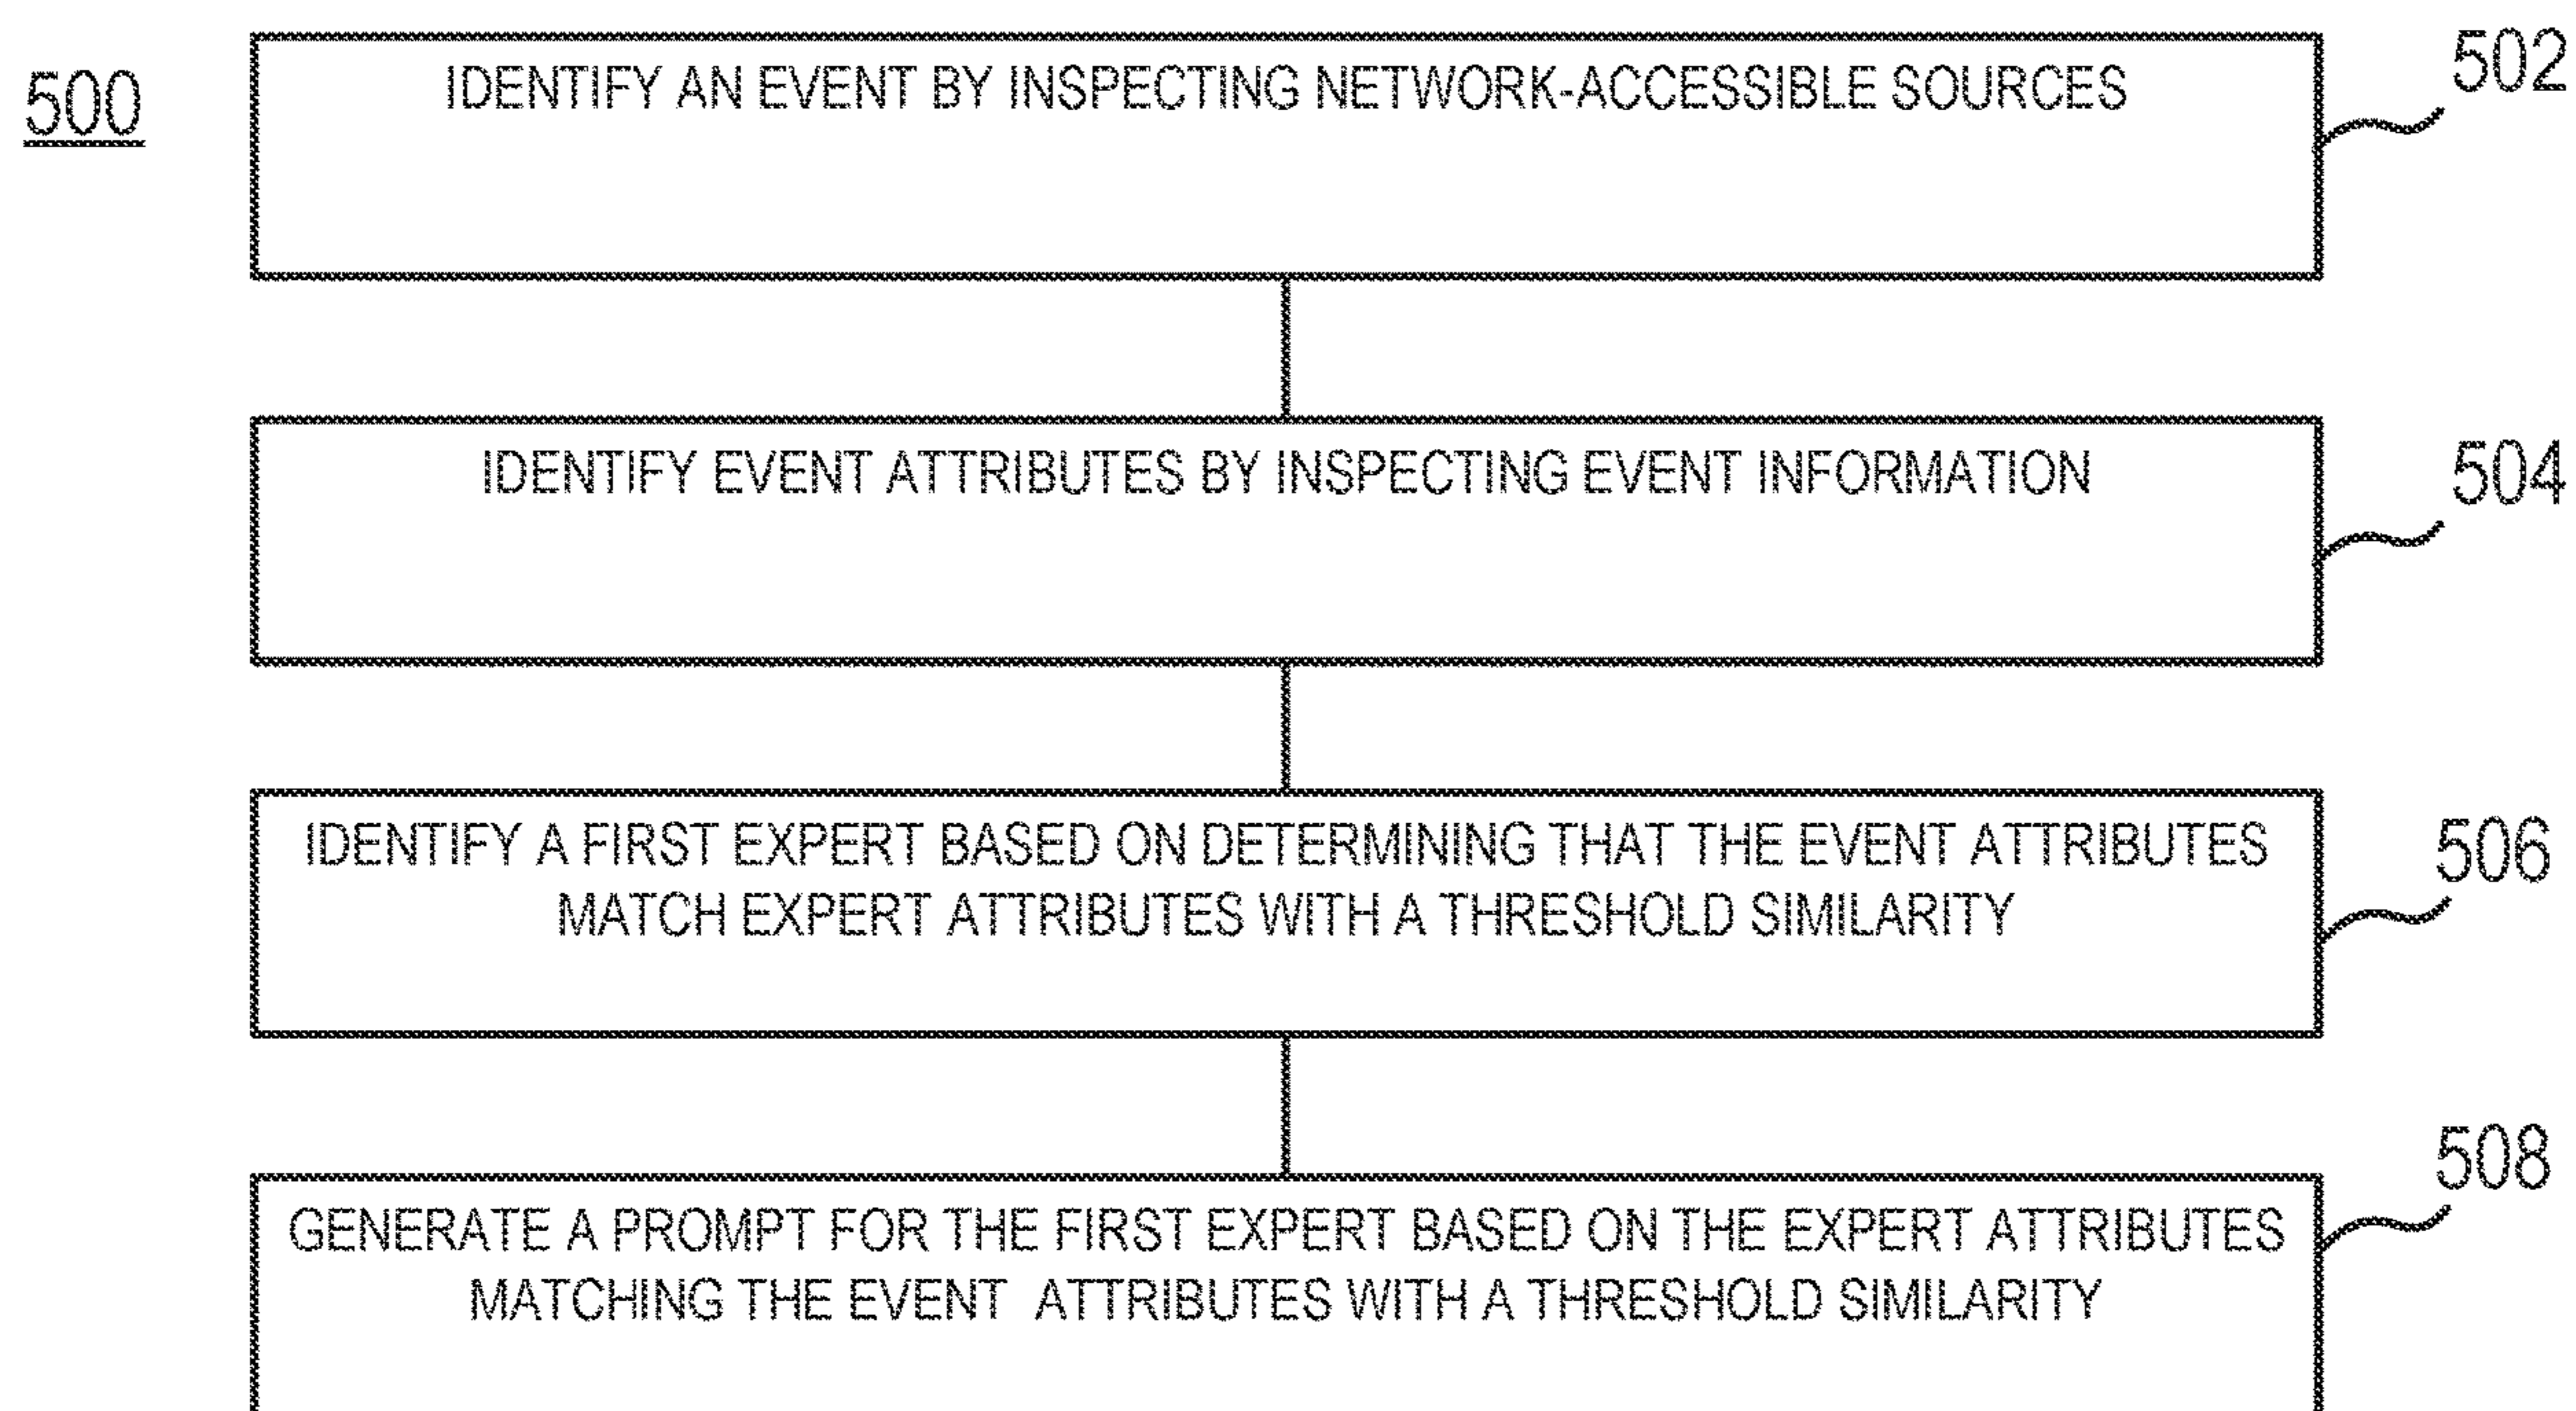 500
IDENTIFY AN EVENT BY INSPECTING NETWORK-ACCESSIBLE SOURCES
502
IDENTIFY EVENT ATTRIBUTES BY INSPECTING EVENT INFORMATION
504
IDENTIFY A FIRST EXPERT BASED ON DETERMINING THAT THE EVENT ATTRIBUTES
MATCH EXPERT ATTRIBUTES WITH A THRESHOLD SIMILARITY
506
GENERATE A PROMPT FOR THE FIRST EXPERT BASED ON THE EXPERT ATTRIBUTES
MATCHING THE EVENT ATTRIBUTES WITH A THRESHOLD SIMILARITY
508